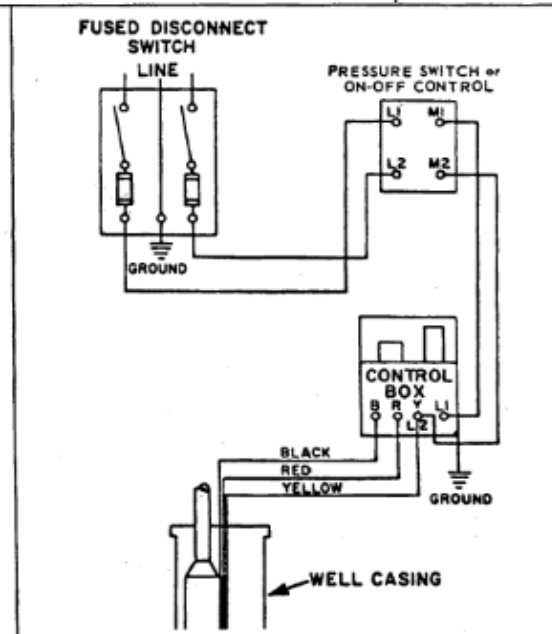 FUSED DISCONNECT
SWITCH
LINE
PRESSURE SWITCH or
ON-OFF CONTROL
L1 M1
L2 M2
GROUND
CONTROL
BOX
B R Y L1
L2
BLACK
RED
YELLOW
GROUND
WELL CASING